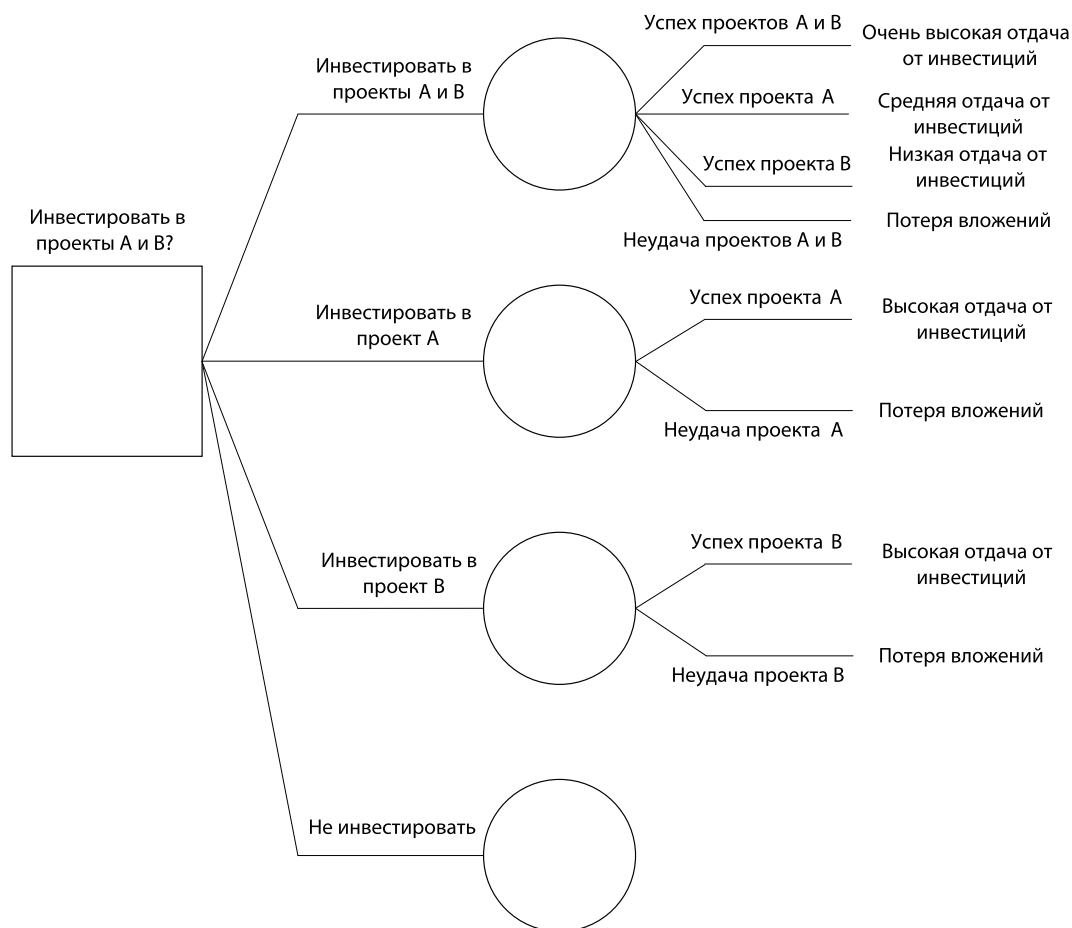 Инвестировать в
проекты А и В?
Инвестировать в
проекты А и В
Успех проектов А и В
Очень высокая отдача
от инвестиций
Успех проекта А
Средняя отдача от
инвестиций
Успех проекта В
Низкая отдача от
инвестиций
Неудача проектов А и В
Потеря вложений
Инвестировать в
проект А
Успех проекта А
Высокая отдача от
инвестиций
Неудача проекта А
Потеря вложений
Инвестировать в
проект В
Успех проекта В
Высокая отдача от
инвестиций
Неудача проекта В
Потеря вложений
Не инвестировать